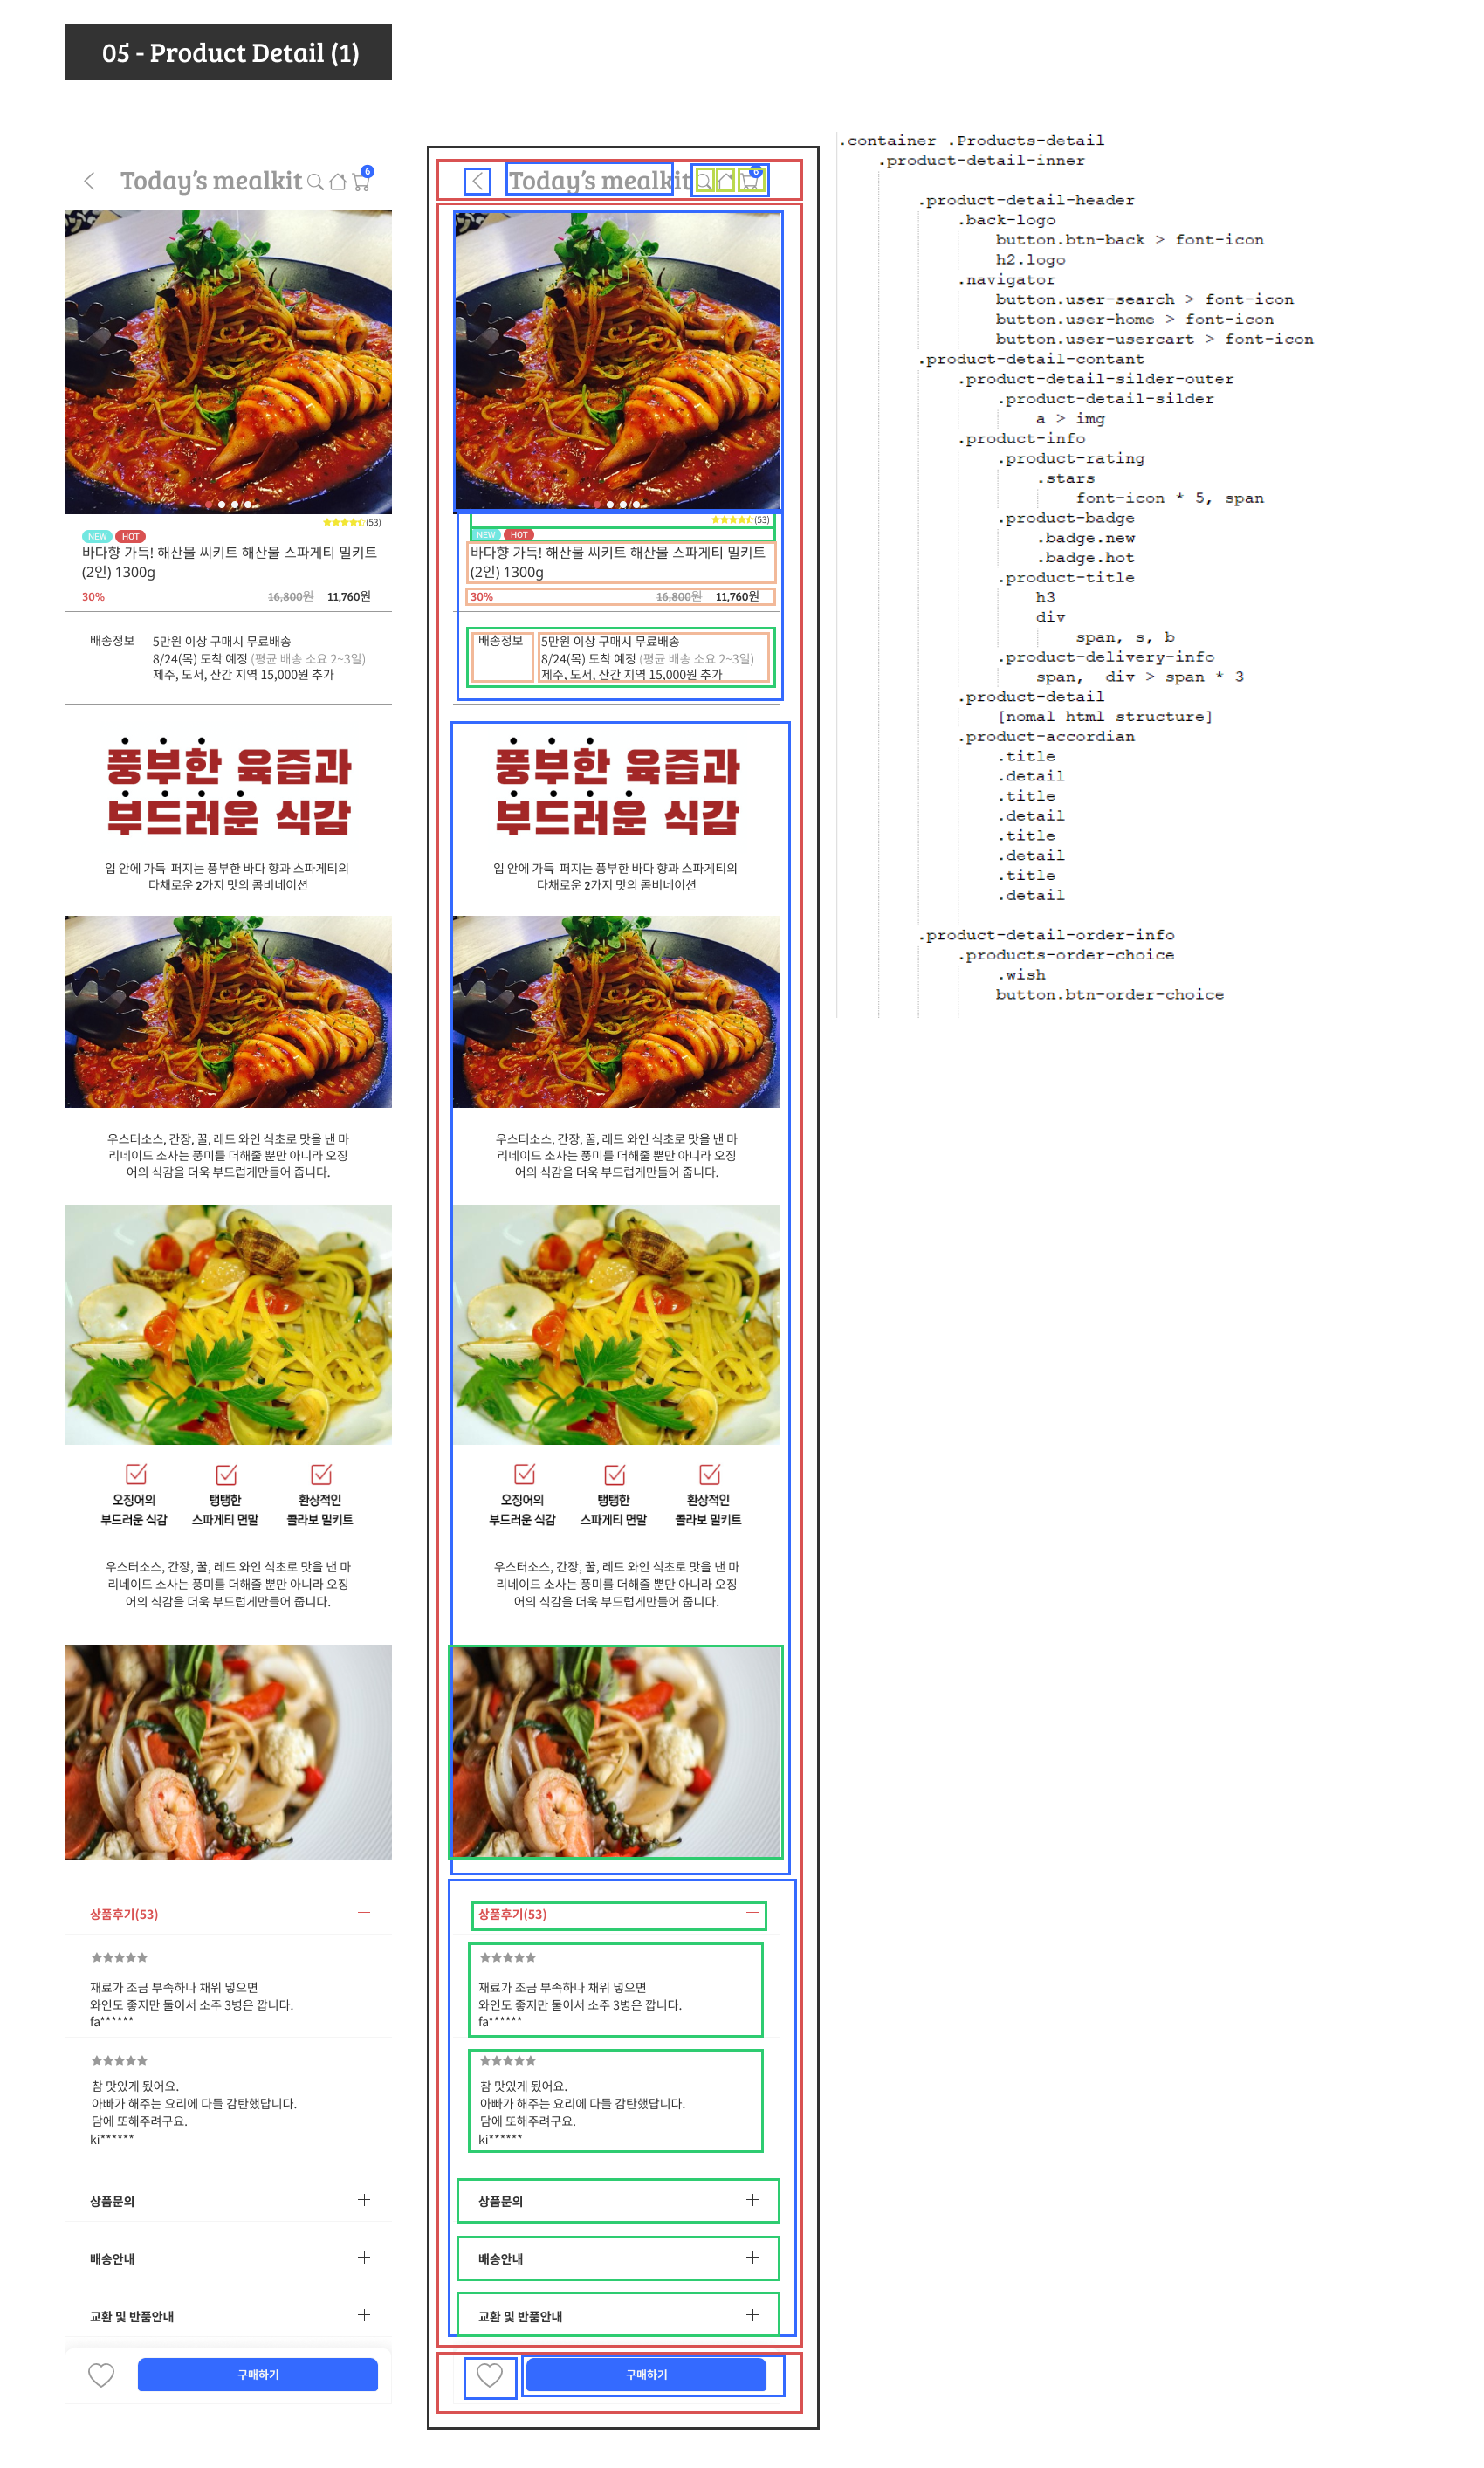 05 - Product Detail (1)
Today's mealkit
6
(53)
NEW HOT
바다향 가득! 해산물 씨키트 해산물 스파게티 밀키트
(2인) 1300g
30% 16,800원 11,760원
배송정보 5만원 이상 구매시 무료배송
8/24(목) 도착 예정 (평균 배송 소요 2~3일)
제주, 도서, 산간 지역 15,000원 추가
풍부한 육즙과
부드러운 식감
입 안에 가득 퍼지는 풍부한 바다 향과 스파게티의
다채로운 2가지 맛의 콤비네이션
우스터소스, 간장, 꿀, 레드 와인 식초로 맛을 낸 마
리네이드 소사는 풍미를 더해줄 뿐만 아니라 오징
어의 식감을 더욱 부드럽게만들어 줍니다.
오징어의 탱탱한 환상적인
부드러운 식감 스파게티 면말 콜라보 밀키트
우스터소스, 간장, 꿀, 레드 와인 식초로 맛을 낸 마
리네이드 소사는 풍미를 더해줄 뿐만 아니라 오징
어의 식감을 더욱 부드럽게만들어 줍니다.
상품후기(53)
재료가 조금 부족하나 채워 넣으면
와인도 좋지만 둘이서 소주 3병은 깝니다.
fa******
참 맛있게 됬어요.
아빠가 해주는 요리에 다들 감탄했답니다.
담에 또해주려구요.
ki******
상품문의
배송안내
교환 및 반품안내
구매하기
Today's mealkit
6
(53)
NEW HOT
바다향 가득! 해산물 씨키트 해산물 스파게티 밀키트
(2인) 1300g
30% 16,800원 11,760원
배송정보 5만원 이상 구매시 무료배송
8/24(목) 도착 예정 (평균 배송 소요 2~3일)
제주, 도서, 산간 지역 15,000원 추가
풍부한 육즙과
부드러운 식감
입 안에 가득 퍼지는 풍부한 바다 향과 스파게티의
다채로운 2가지 맛의 콤비네이션
우스터소스, 간장, 꿀, 레드 와인 식초로 맛을 낸 마
리네이드 소사는 풍미를 더해줄 뿐만 아니라 오징
어의 식감을 더욱 부드럽게만들어 줍니다.
오징어의 탱탱한 환상적인
부드러운 식감 스파게티 면말 콜라보 밀키트
우스터소스, 간장, 꿀, 레드 와인 식초로 맛을 낸 마
리네이드 소사는 풍미를 더해줄 뿐만 아니라 오징
어의 식감을 더욱 부드럽게만들어 줍니다.
상품후기(53)
재료가 조금 부족하나 채워 넣으면
와인도 좋지만 둘이서 소주 3병은 깝니다.
fa******
참 맛있게 됬어요.
아빠가 해주는 요리에 다들 감탄했답니다.
담에 또해주려구요.
ki******
상품문의
배송안내
교환 및 반품안내
구매하기
.container .Products-detail
.product-detail-inner
.product-detail-header
.back-logo
button.btn-back > font-icon
h2.logo
.navigator
button.user-search > font-icon
button.user-home > font-icon
button.user-usercart > font-icon
.product-detail-contant
.product-detail-silder-outer
.product-detail-silder
a > img
.product-info
.product-rating
.stars
font-icon * 5, span
.product-badge
.badge.new
.badge.hot
.product-title
h3
div
span, s, b
.product-delivery-info
span, div > span * 3
.product-detail
[nomal html structure]
.product-accordian
.title
.detail
.title
.detail
.title
.detail
.title
.detail
.product-detail-order-info
.products-order-choice
.wish
button.btn-order-choice